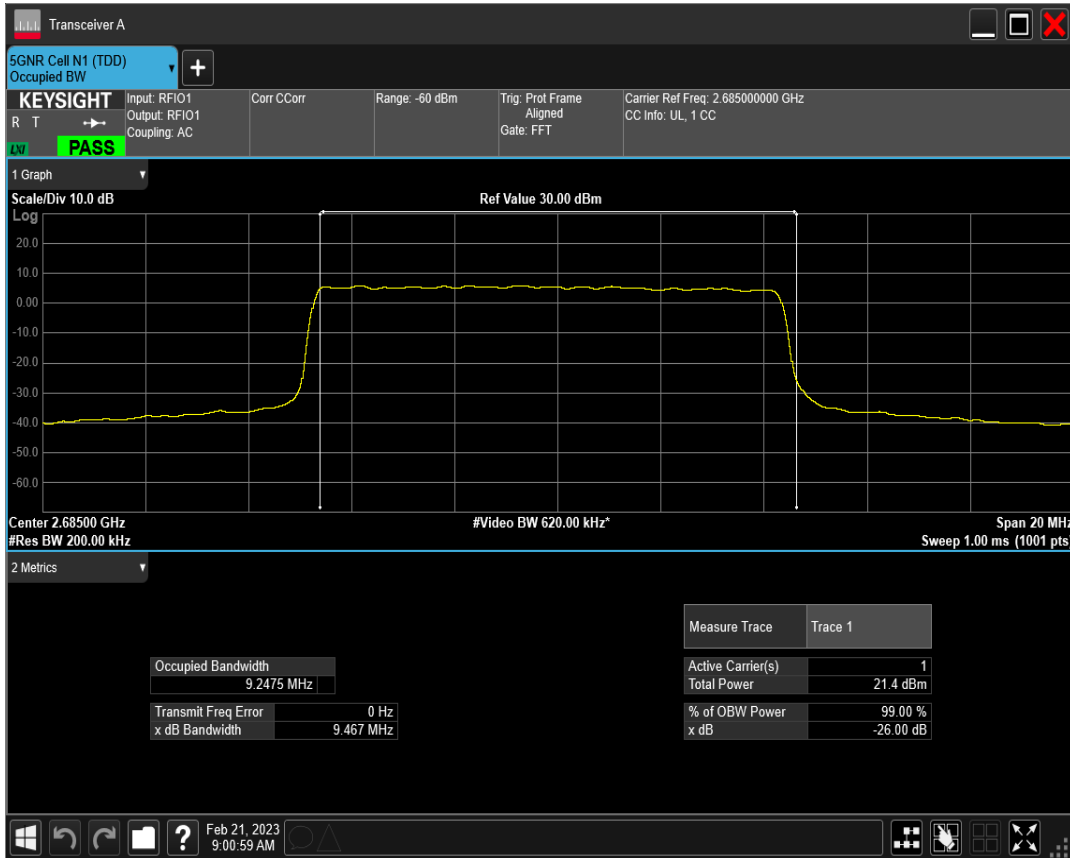 Transceiver A
5GNR Cell N1 (TDD)
Occupied BW
+
KEYSIGHT
R T
LXI
PASS
Input: RFIO1
Output: RFIO1
Coupling: AC
Corr CCorr
Range: -60 dBm
Trig: Prot Frame
Aligned
Gate: FFT
Carrier Ref Freq: 2.685000000 GHz
CC Info: UL, 1 CC
1 Graph
Scale/Div 10.0 dB
Ref Value 30.00 dBm
Log
20.0
10.0
0.00
-10.0
-20.0
-30.0
-40.0
-50.0
-60.0
Center 2.68500 GHz
#Video BW 620.00 kHz*
Span 20 MHz
#Res BW 200.00 kHz
Sweep 1.00 ms (1001 pts)
2 Metrics
Measure Trace Trace 1
Occupied Bandwidth
9.2475 MHz
Active Carrier(s) 1
Total Power 21.4 dBm
Transmit Freq Error 0 Hz
x dB Bandwidth 9.467 MHz
% of OBW Power 99.00 %
x dB -26.00 dB
?
Feb 21, 2023
9:00:59 AM